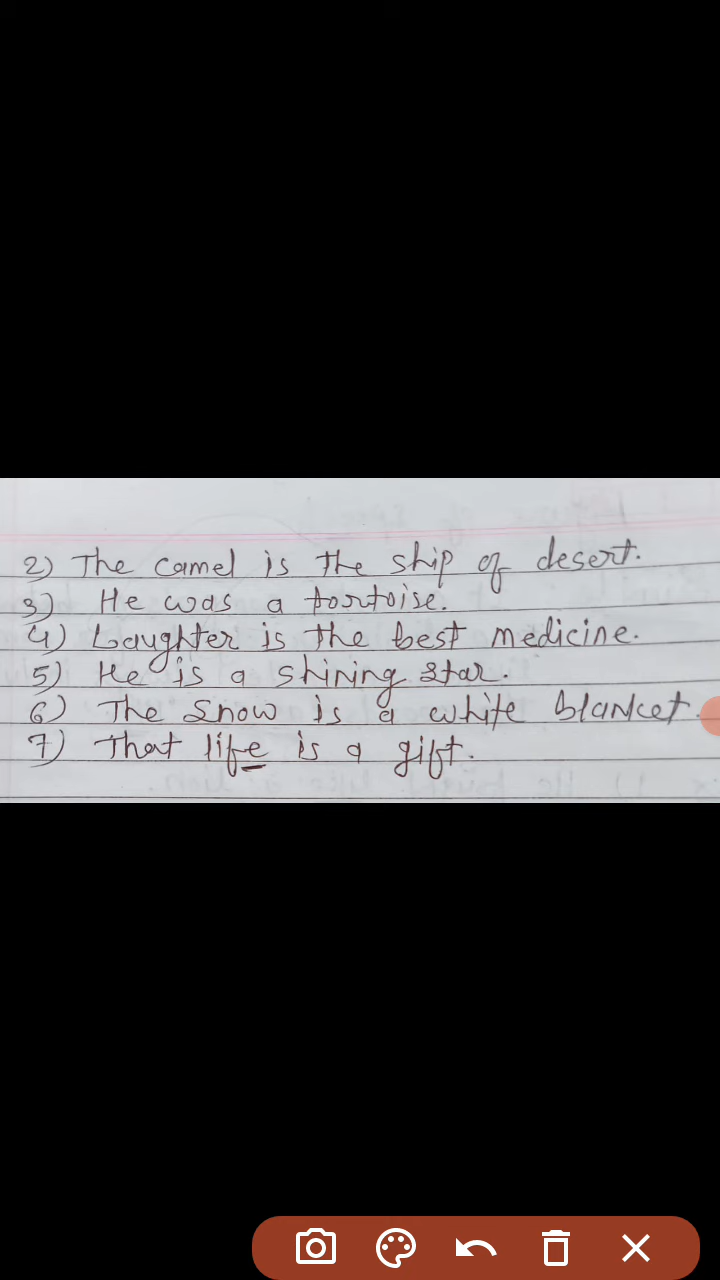 2) The camel is the ship of desert.
3) He was a tortoise.
4) Laughter is the best medicine.
5) He is a shining star.
6) The snow is a white blanket.
7) That life is a gift.